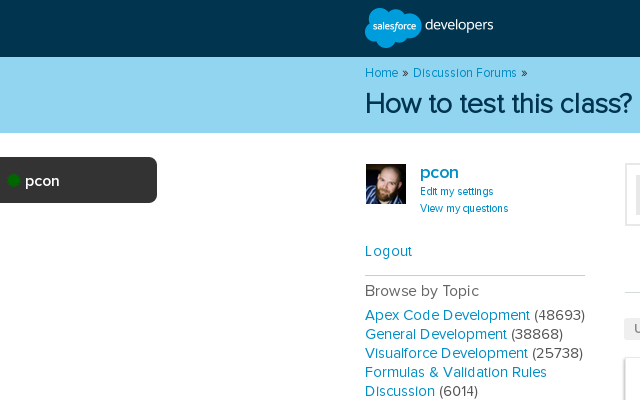 salesforce developers
Home » Discussion Forums »
How to test this class?
pcon
pcon
Edit my settings
View my questions
Logout
Browse by Topic
Apex Code Development (48693)
General Development (38868)
Visualforce Development (25738)
Formulas & Validation Rules
Discussion (6014)